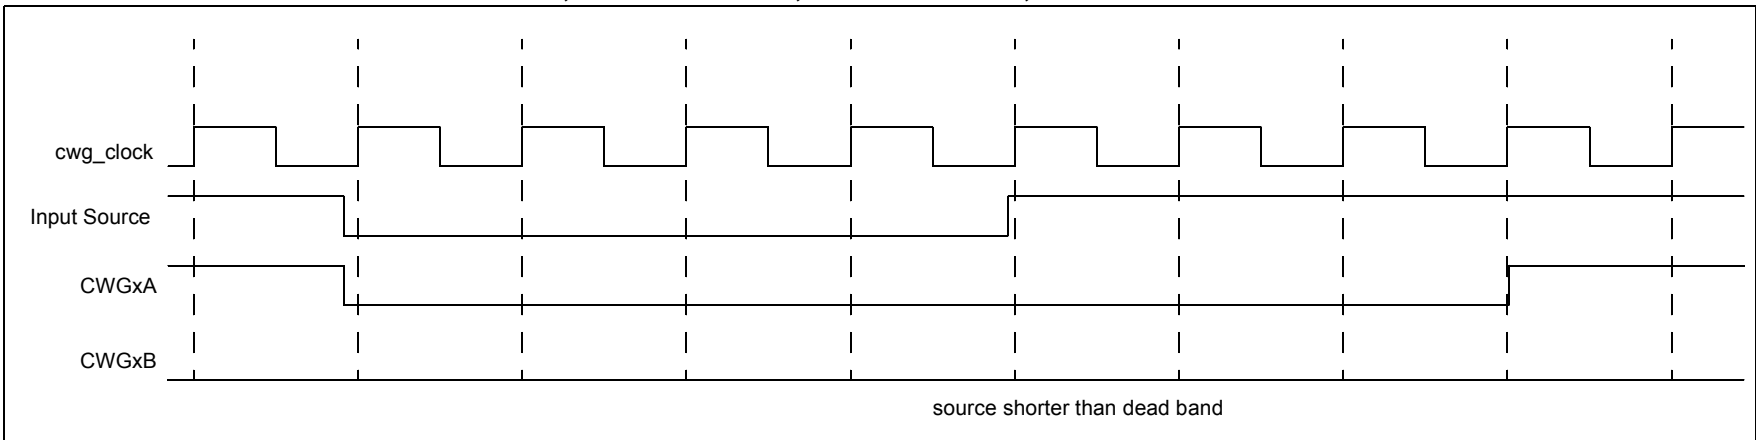 cwg_clock
Input Source
CWGxA
CWGxB
source shorter than dead band